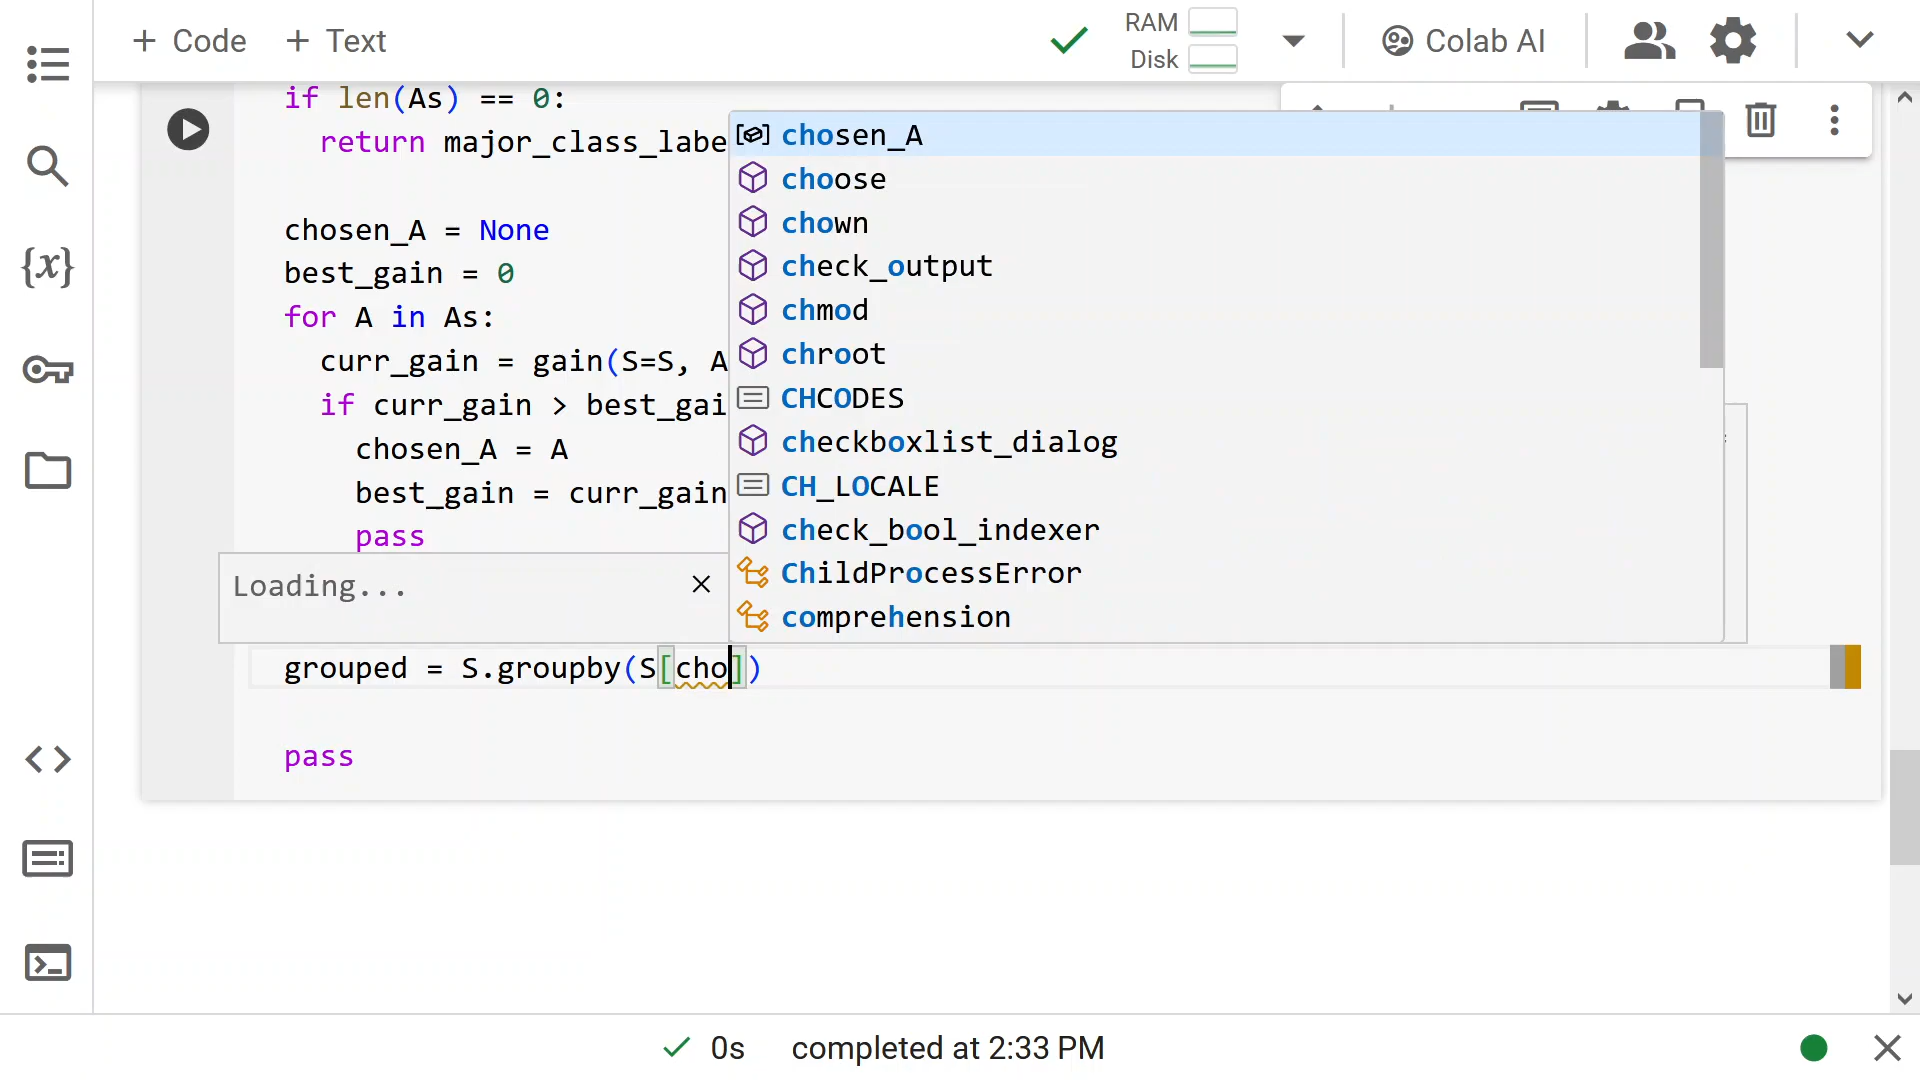 + Code + Text
RAM
Disk
Colab AI
if len(As) == 0:
return major_class_labe
chosen_A = None
best_gain = 0
for A in As:
curr_gain = gain(S=S, A
if curr_gain > best_gai
chosen_A = A
best_gain = curr_gain
pass
chosen_A
choose
chown
check_output
chmod
chroot
CHCODES
checkboxlist_dialog
CH_LOCALE
check_bool_indexer
ChildProcessError
comprehension
Loading...
grouped = S.groupby(S[cho])
pass
{x}
0s completed at 2:33 PM